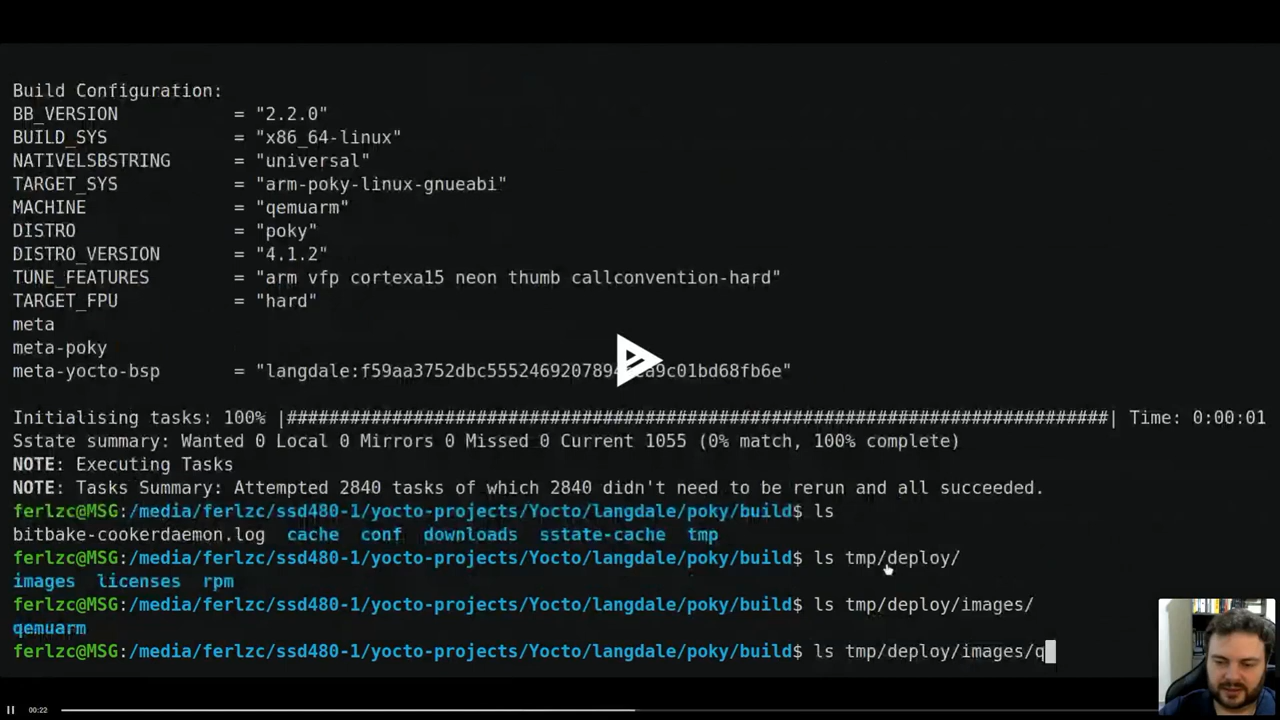 Build Configuration:
BB_VERSION = "2.2.0"
BUILD_SYS = "x86_64-linux"
NATIVELSBSTRING = "universal"
TARGET_SYS = "arm-poky-linux-gnueabi"
MACHINE = "qemuarm"
DISTRO = "poky"
DISTRO_VERSION = "4.1.2"
TUNE_FEATURES = "arm vfp cortexa15 neon thumb callconvention-hard"
TARGET_FPU = "hard"
meta
meta-poky
meta-yocto-bsp =
Initialising tasks: 100% |##############################################################################| Time: 0:00:01
Sstate summary: Wanted 0 Local 0 Mirrors 0 Missed 0 Current 1055 (0% match, 100% complete)
NOTE: Executing Tasks
NOTE: Tasks Summary: Attempted 2840 tasks of which 2840 didn't need to be rerun and all succeeded.
ferlzc@MSG:/media/ferlzc/ssd480-1/yocto-projects/Yocto/langdale/poky/build$ ls
bitbake-cookerdaemon.log cache conf downloads sstate-cache tmp
ferlzc@MSG:/media/ferlzc/ssd480-1/yocto-projects/Yocto/langdale/poky/build$ ls tmp/deploy/
images licenses rpm
ferlzc@MSG:/media/ferlzc/ssd480-1/yocto-projects/Yocto/langdale/poky/build$ ls tmp/deploy/images/
qemuarm
ferlzc@MSG:/media/ferlzc/ssd480-1/yocto-projects/Yocto/langdale/poky/build$ ls tmp/deploy/images/q
00:22